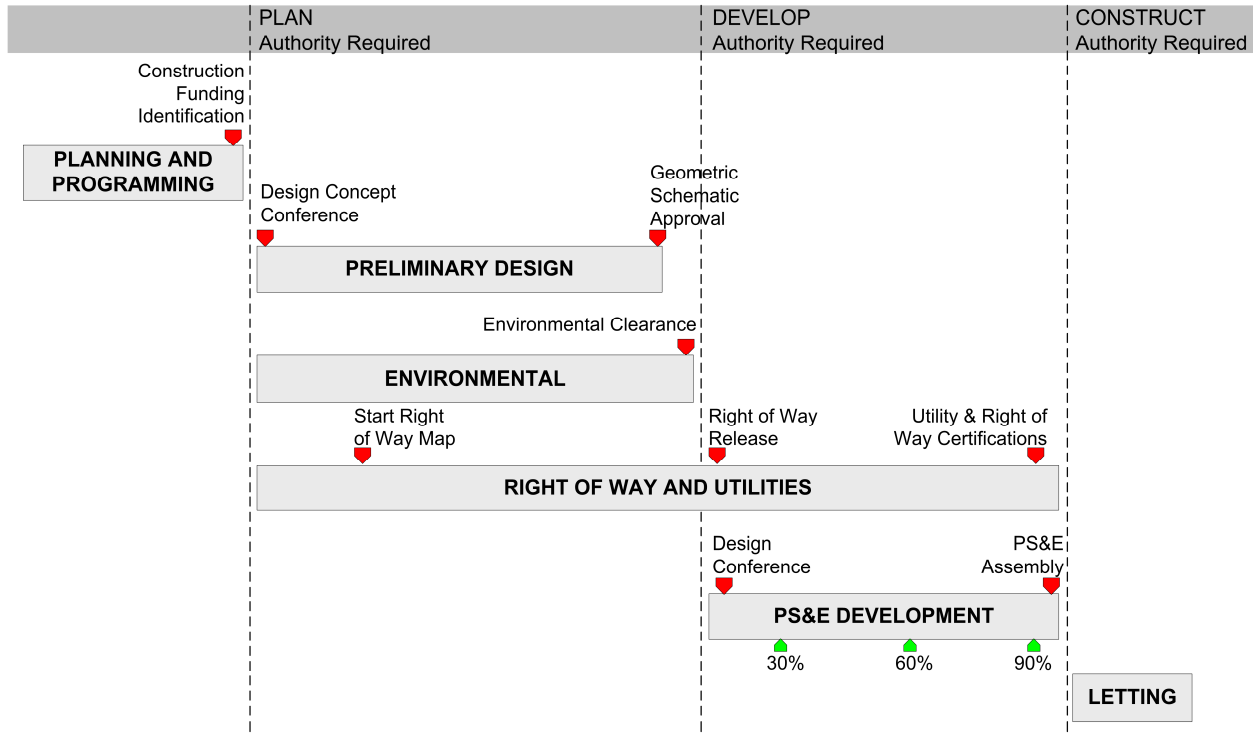 PLAN
Authority Required
DEVELOP
Authority Required
CONSTRUCT
Authority Required
Construction
Funding
Identification
PLANNING AND
PROGRAMMING
Design Concept
Conference
Geometric
Schematic
Approval
PRELIMINARY DESIGN
Environmental Clearance
ENVIRONMENTAL
Start Right
of Way Map
Right of Way
Release
Utility & Right of
Way Certifications
RIGHT OF WAY AND UTILITIES
Design
Conference
PS&E
Assembly
PS&E DEVELOPMENT
30%
60%
90%
LETTING